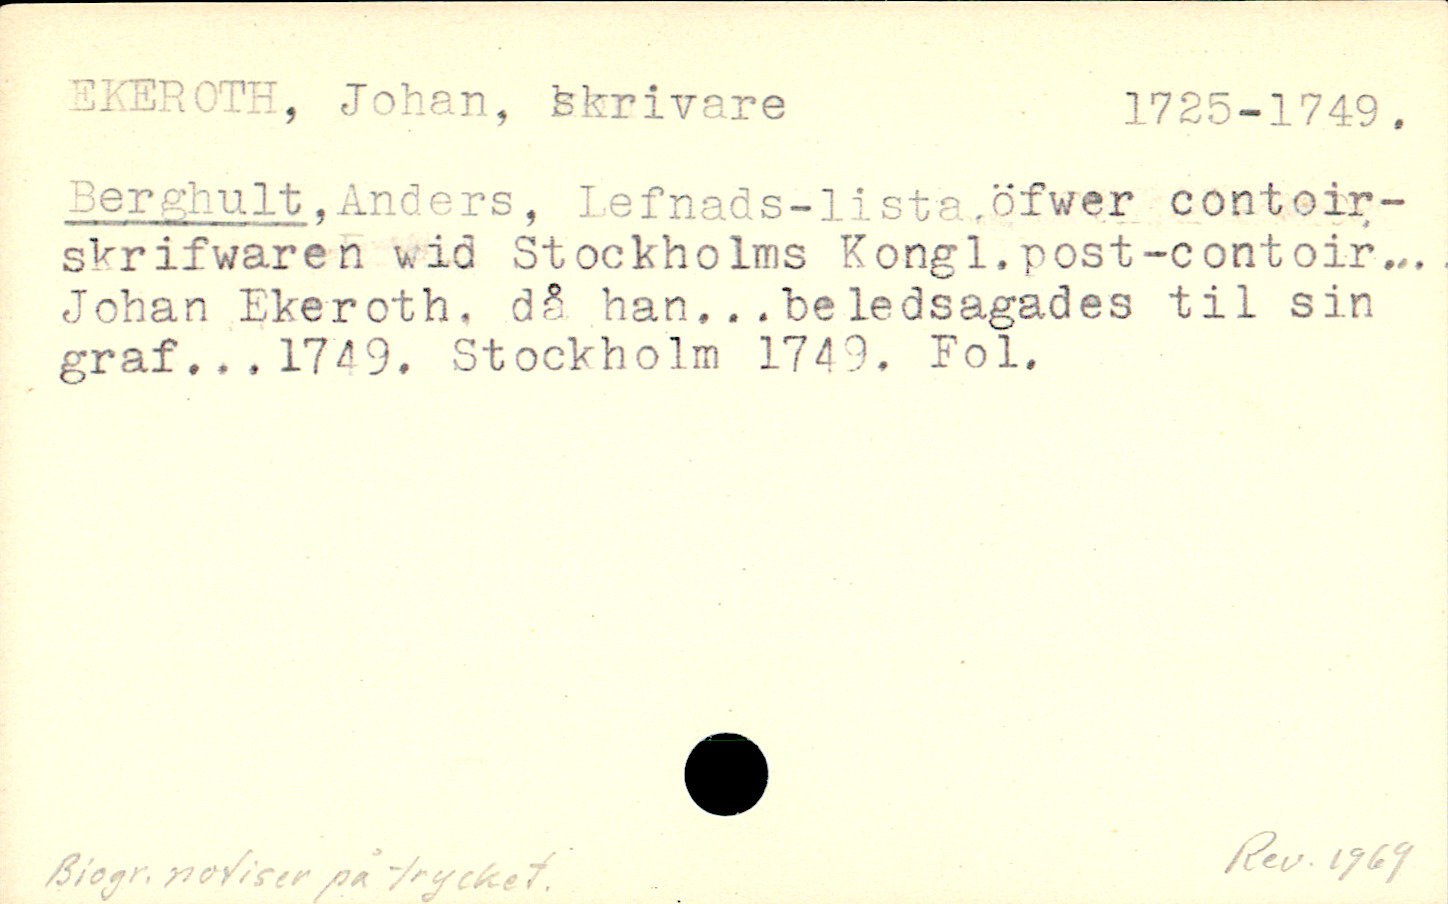 EKEROTH, Johan, skrivare 1725-1749.
Berghult, Anders, Lefnads-lista.öfwer contoir-
skrifwaren wid Stockholms Kongl.post-contoir...
Johan Ekeroth. då han...beledsagades til sin
graf...1749. Stockholm 1749. Fol.
Biogr. notiser på trycket. Rev. 1969